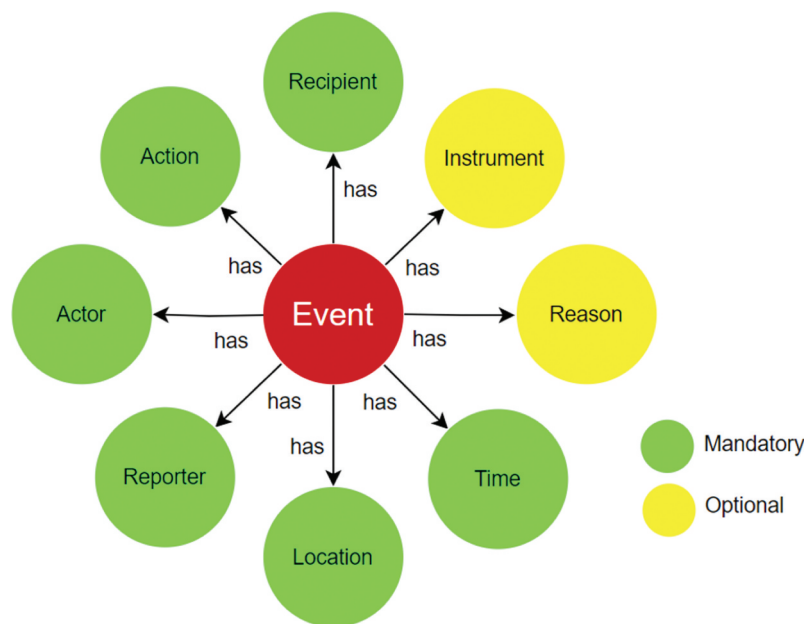 Recipient
Action
Instrument
has
has
has
Actor
Event
Reason
has
has
has
has
has
Reporter
Time
Location
Mandatory
Optional